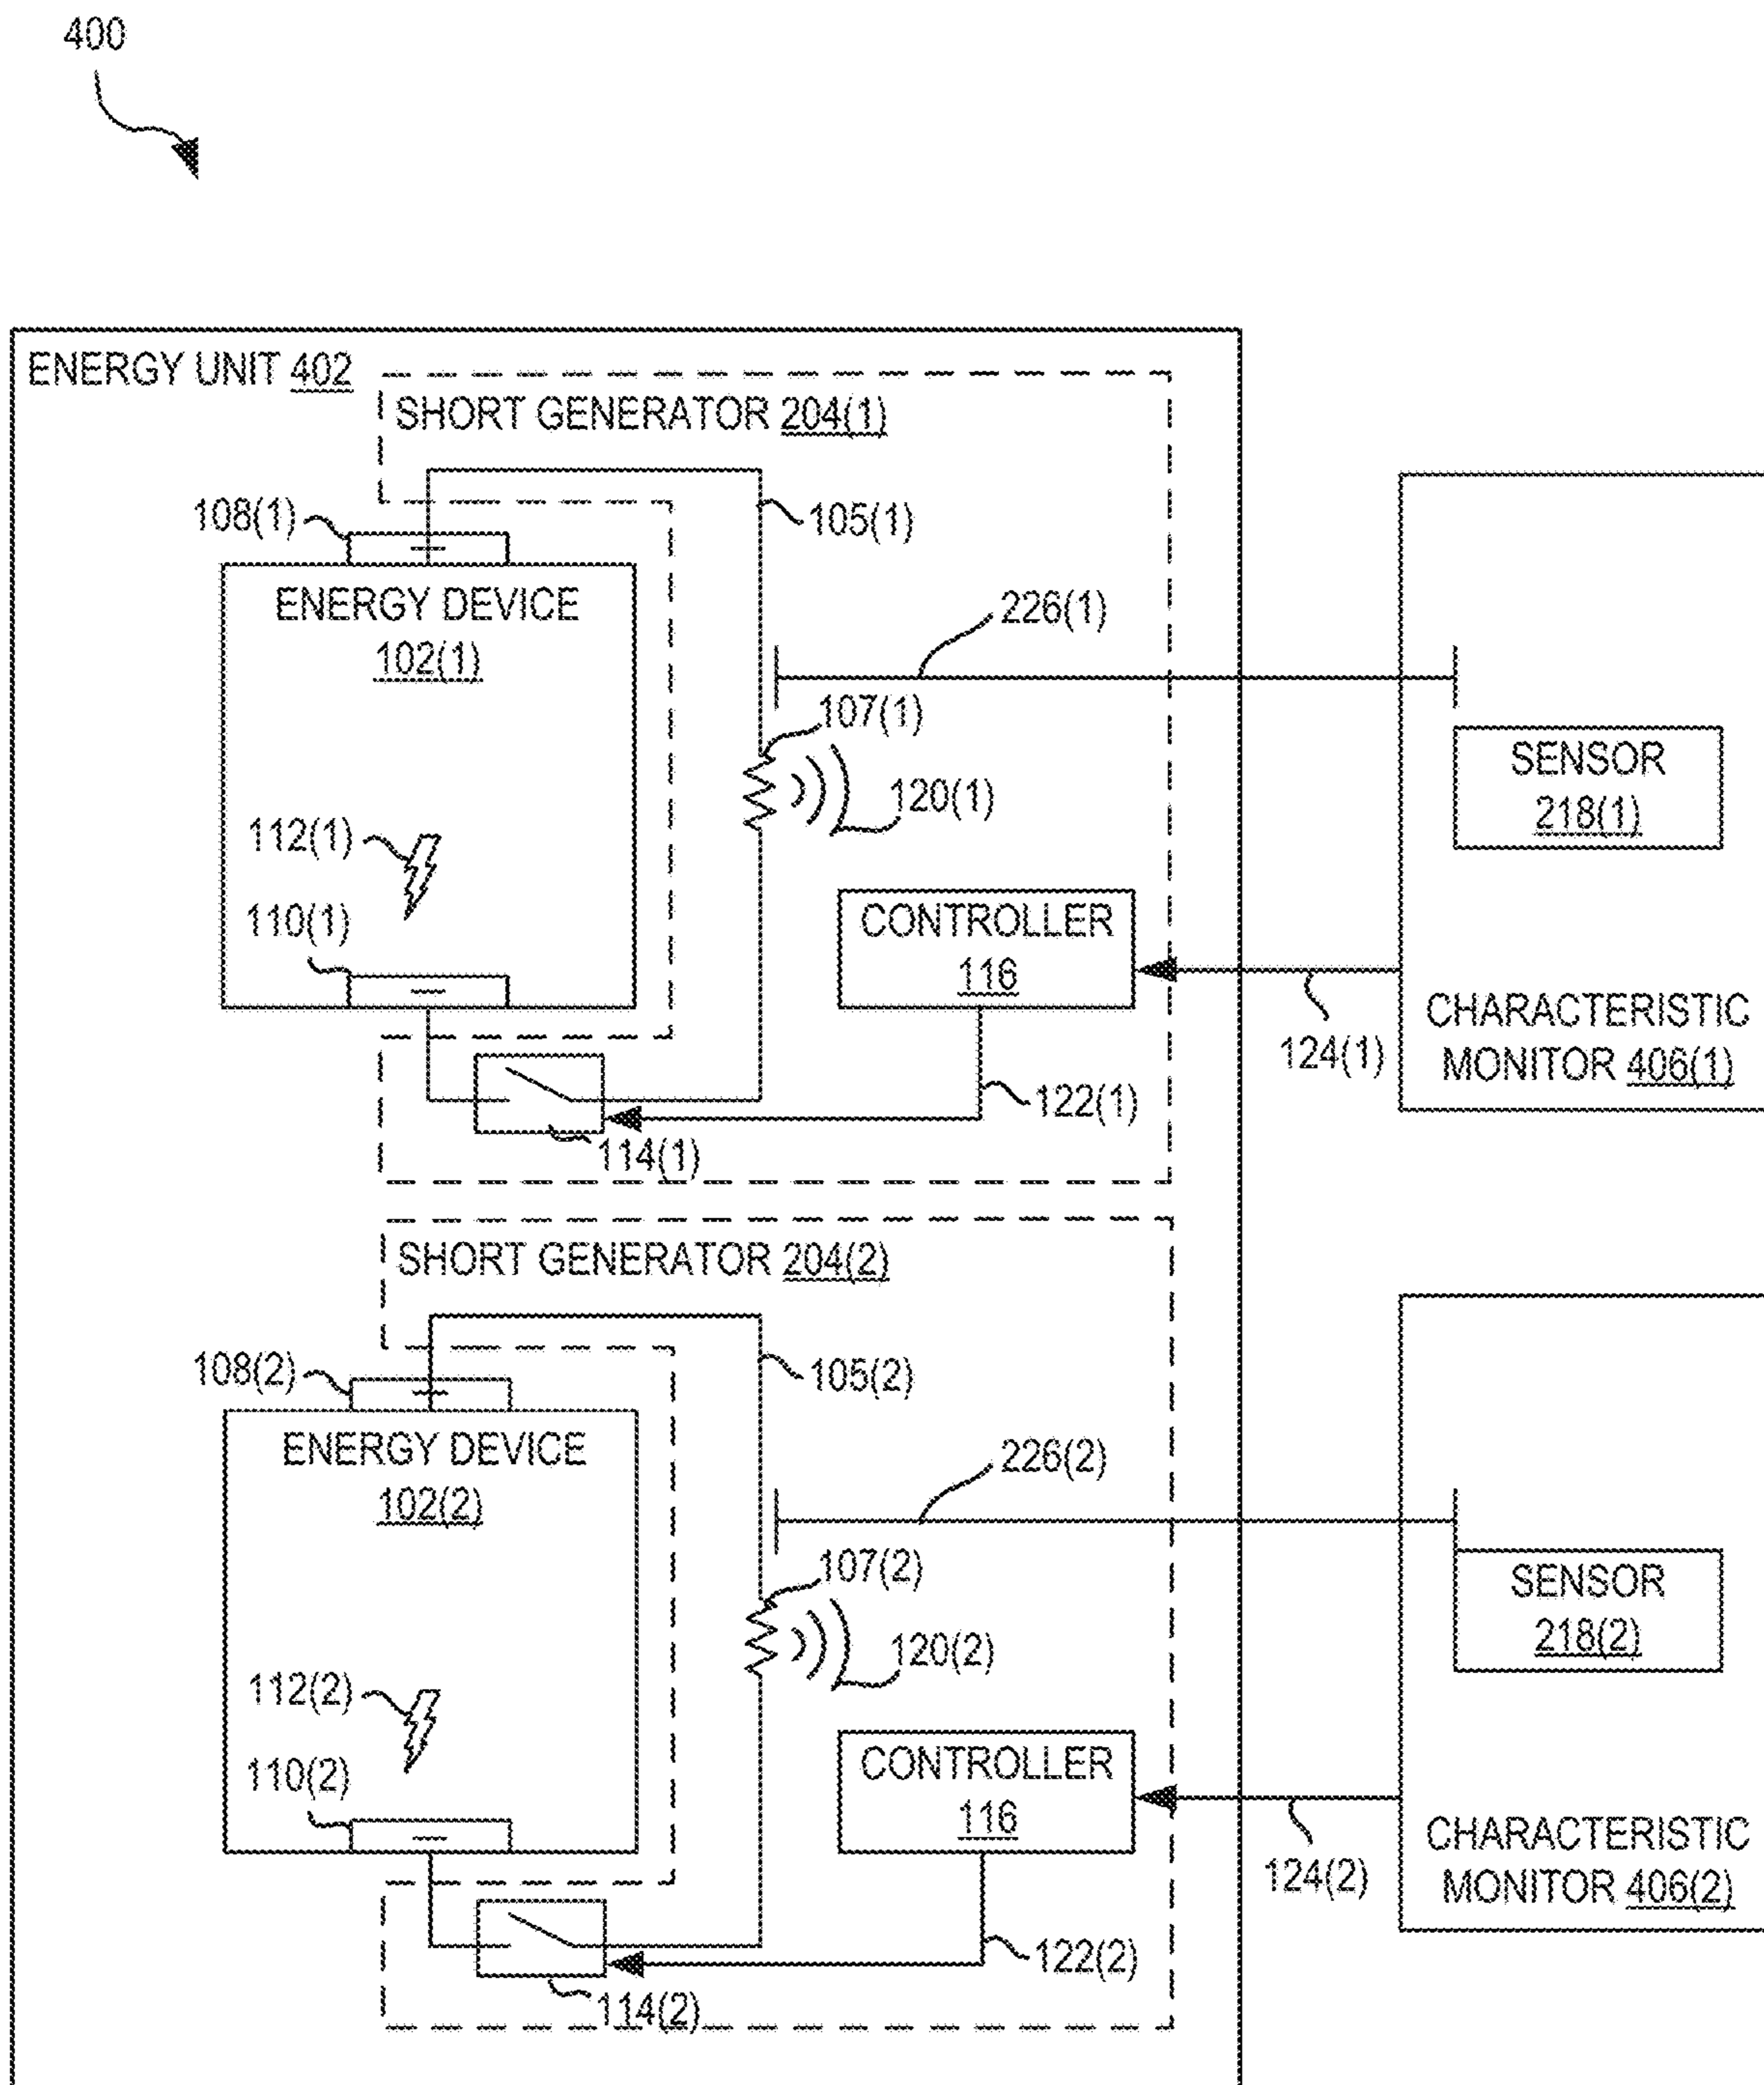 400
ENERGY UNIT 402
SHORT GENERATOR 204(1)
108(1)
105(1)
ENERGY DEVICE
102(1)
226(1)
107(1)
SENSOR
218(1)
120(1)
112(1)
110(1)
CONTROLLER
116
CHARACTERISTIC
MONITOR 406(1)
124(1)
122(1)
114(1)
SHORT GENERATOR 204(2)
108(2)
105(2)
ENERGY DEVICE
102(2)
226(2)
107(2)
SENSOR
218(2)
120(2)
112(2)
110(2)
CONTROLLER
116
CHARACTERISTIC
MONITOR 406(2)
124(2)
122(2)
114(2)